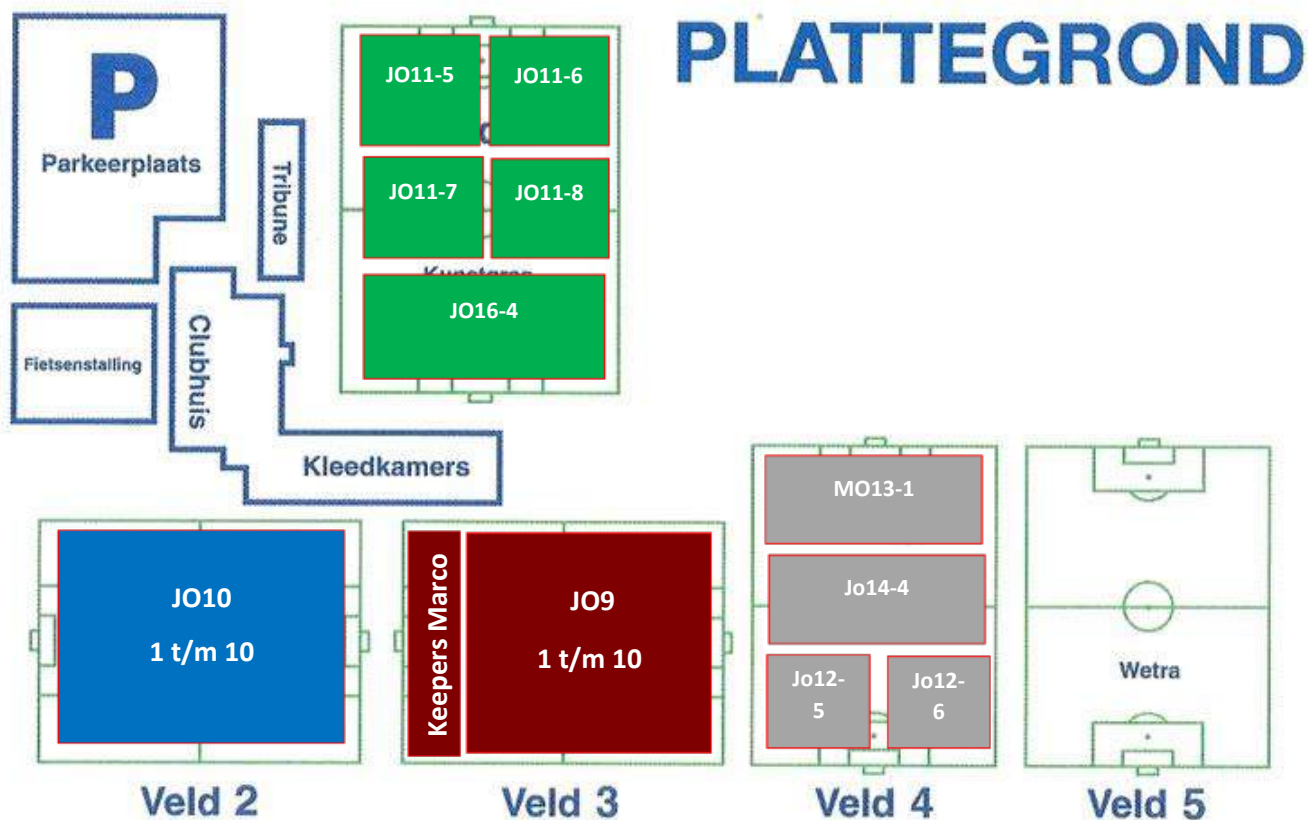 PLATTEGROND
P
Parkeerplaats
Tribune
JO11-5
JO11-6
JO11-7
JO11-8
JO16-4
Fietsenstalling
Clubhuis
Kleedkamers
JO10
1 t/m 10
Keepers Marco
JO9
1 t/m 10
MO13-1
Jo14-4
Jo12-
5
Jo12-
6
Wetra
Veld 2
Veld 3
Veld 4
Veld 5